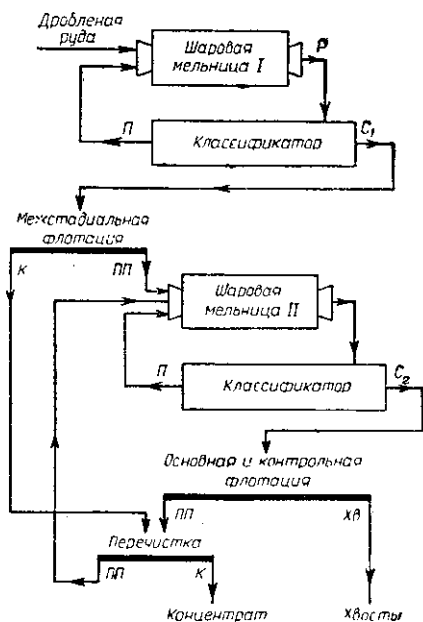 Дробленая
руда
Шаровая
мельница I
Р
П
Классификатор
С₁
Межстадиальная
флотация
К
ПП
Шаровая
мельница II
П
Классификатор
С₂
Основная и контрольная
флотация
ПП
Хв
Перечистка
ПП
К
Концентрат
Хвосты